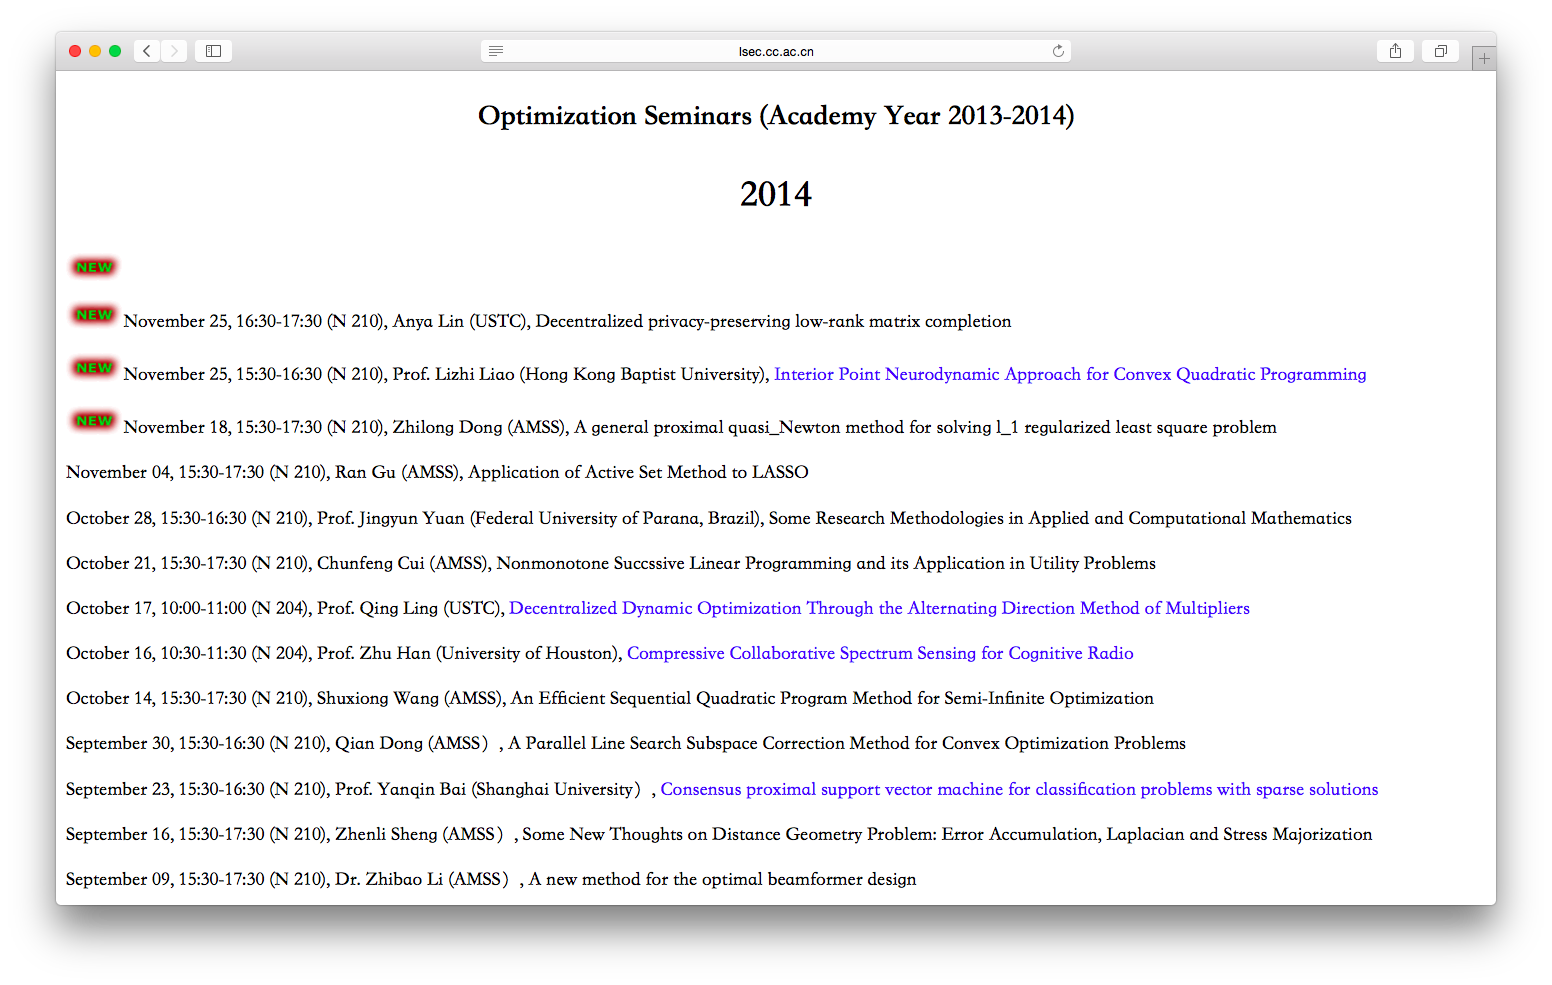 lsec.cc.ac.cn
Optimization Seminars (Academy Year 2013-2014)
2014
NEW
NEW November 25, 16:30-17:30 (N 210), Anya Lin (USTC), Decentralized privacy-preserving low-rank matrix completion
NEW November 25, 15:30-16:30 (N 210), Prof. Lizhi Liao (Hong Kong Baptist University), Interior Point Neurodynamic Approach for Convex Quadratic Programming
NEW November 18, 15:30-17:30 (N 210), Zhilong Dong (AMSS), A general proximal quasi_Newton method for solving l_1 regularized least square problem
November 04, 15:30-17:30 (N 210), Ran Gu (AMSS), Application of Active Set Method to LASSO
October 28, 15:30-16:30 (N 210), Prof. Jingyun Yuan (Federal University of Parana, Brazil), Some Research Methodologies in Applied and Computational Mathematics
October 21, 15:30-17:30 (N 210), Chunfeng Cui (AMSS), Nonmonotone Succssive Linear Programming and its Application in Utility Problems
October 17, 10:00-11:00 (N 204), Prof. Qing Ling (USTC), Decentralized Dynamic Optimization Through the Alternating Direction Method of Multipliers
October 16, 10:30-11:30 (N 204), Prof. Zhu Han (University of Houston), Compressive Collaborative Spectrum Sensing for Cognitive Radio
October 14, 15:30-17:30 (N 210), Shuxiong Wang (AMSS), An Efficient Sequential Quadratic Program Method for Semi-Infinite Optimization
September 30, 15:30-16:30 (N 210), Qian Dong (AMSS）, A Parallel Line Search Subspace Correction Method for Convex Optimization Problems
September 23, 15:30-16:30 (N 210), Prof. Yanqin Bai (Shanghai University）, Consensus proximal support vector machine for classification problems with sparse solutions
September 16, 15:30-17:30 (N 210), Zhenli Sheng (AMSS）, Some New Thoughts on Distance Geometry Problem: Error Accumulation, Laplacian and Stress Majorization
September 09, 15:30-17:30 (N 210), Dr. Zhibao Li (AMSS）, A new method for the optimal beamformer design